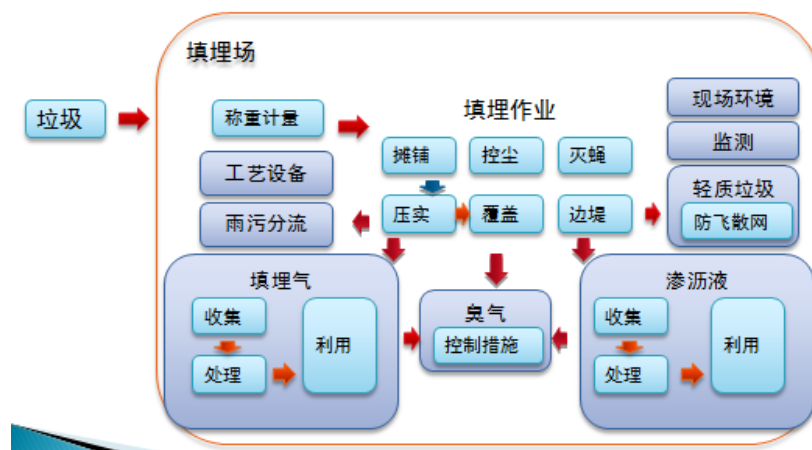 填埋场
垃圾
称重计量
填埋作业
现场环境
监测
工艺设备
摊铺
控尘
灭蝇
轻质垃圾
防飞散网
雨污分流
压实
覆盖
边堤
填埋气
收集
处理
利用
臭气
控制措施
渗沥液
收集
处理
利用